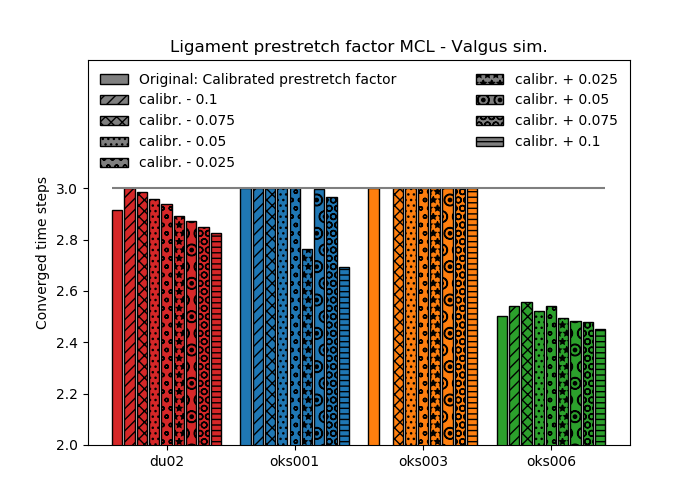 Ligament prestretch factor MCL - Valgus sim.
Original: Calibrated prestretch factor
calibr. - 0.1
calibr. - 0.075
calibr. - 0.05
calibr. - 0.025
calibr. + 0.025
calibr. + 0.05
calibr. + 0.075
calibr. + 0.1
Converged time steps
3.0
2.8
2.6
2.4
2.2
2.0
du02
oks001
oks003
oks006